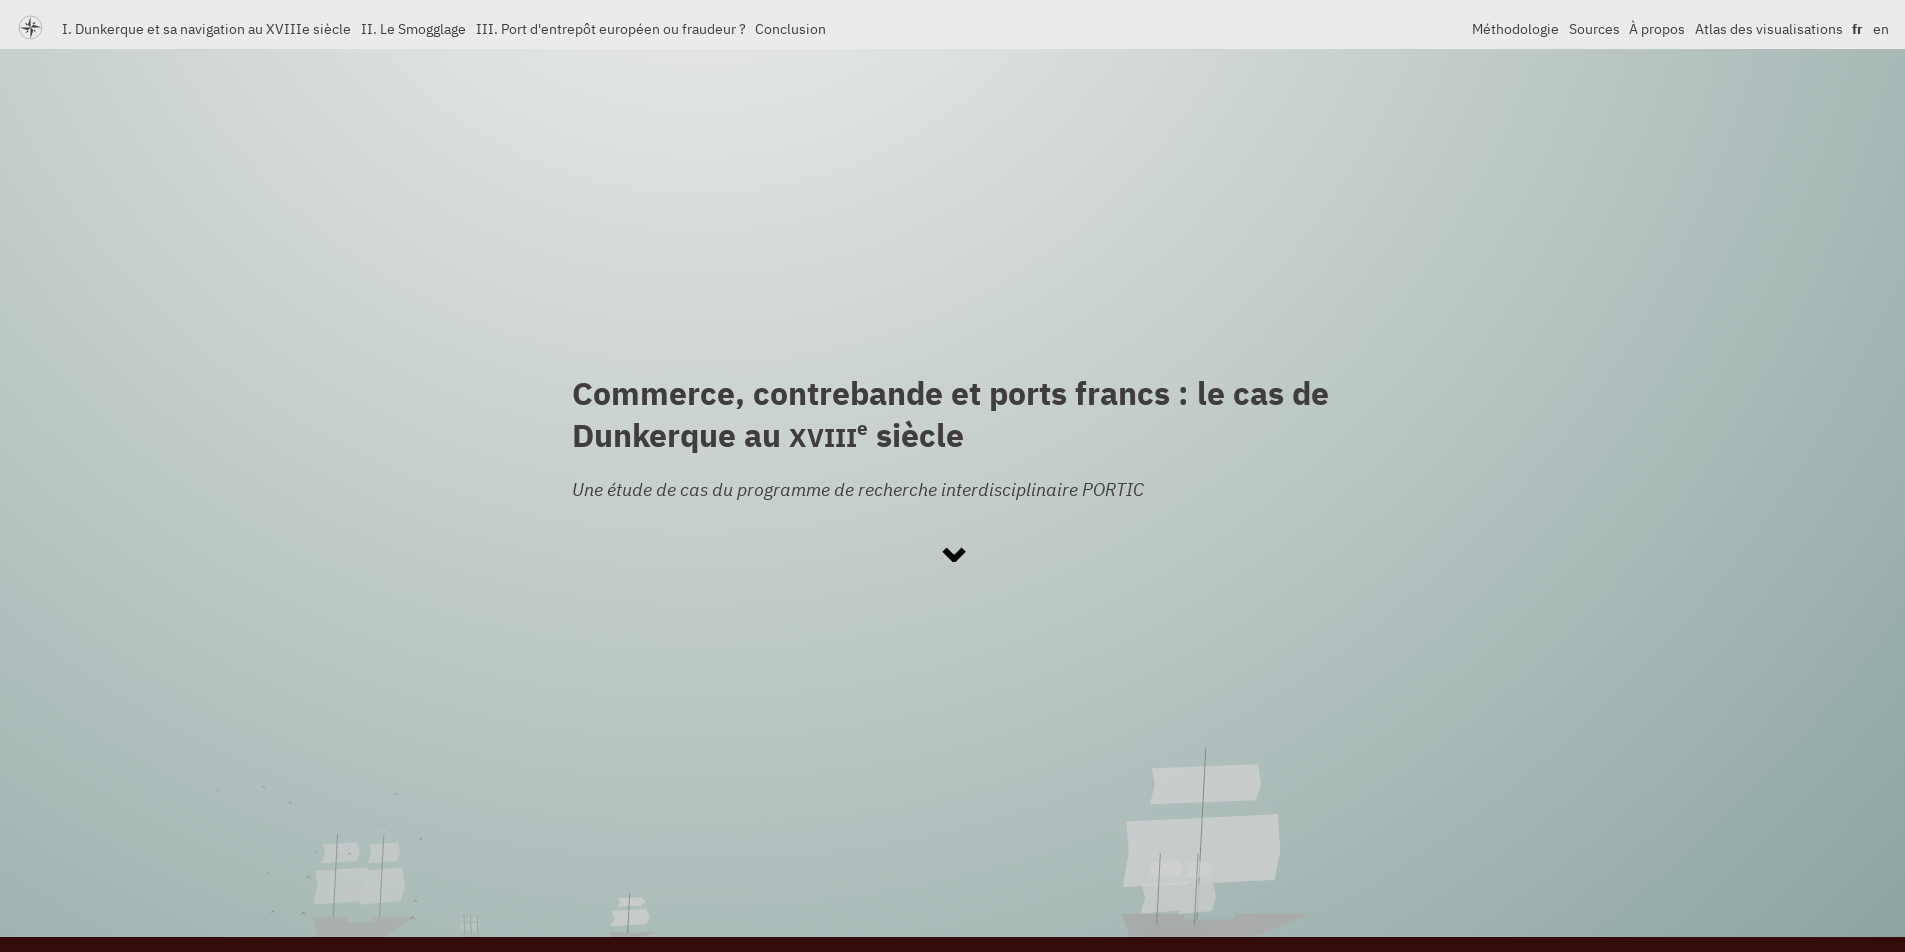 I. Dunkerque et sa navigation au XVIIIe siècle II. Le Smogglage III. Port d'entrepôt européen ou fraudeur ? Conclusion Méthodologie Sources À propos Atlas des visualisations fr en
Commerce, contrebande et ports francs : le cas de
Dunkerque au XVIIIe siècle
Une étude de cas du programme de recherche interdisciplinaire PORTIC